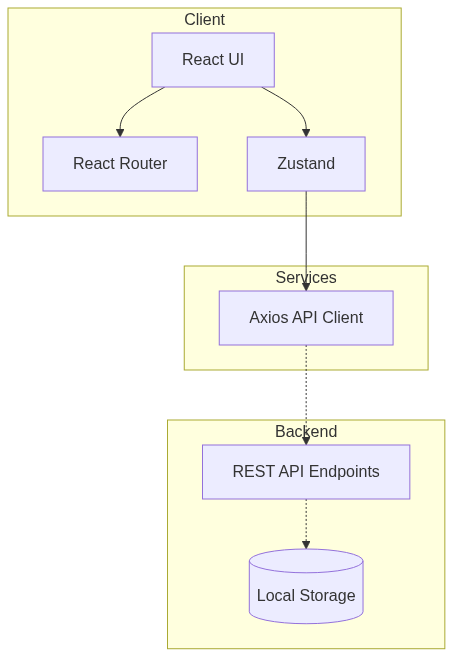 Client
React UI
React Router
Zustand
Services
Axios API Client
Backend
REST API Endpoints
Local Storage